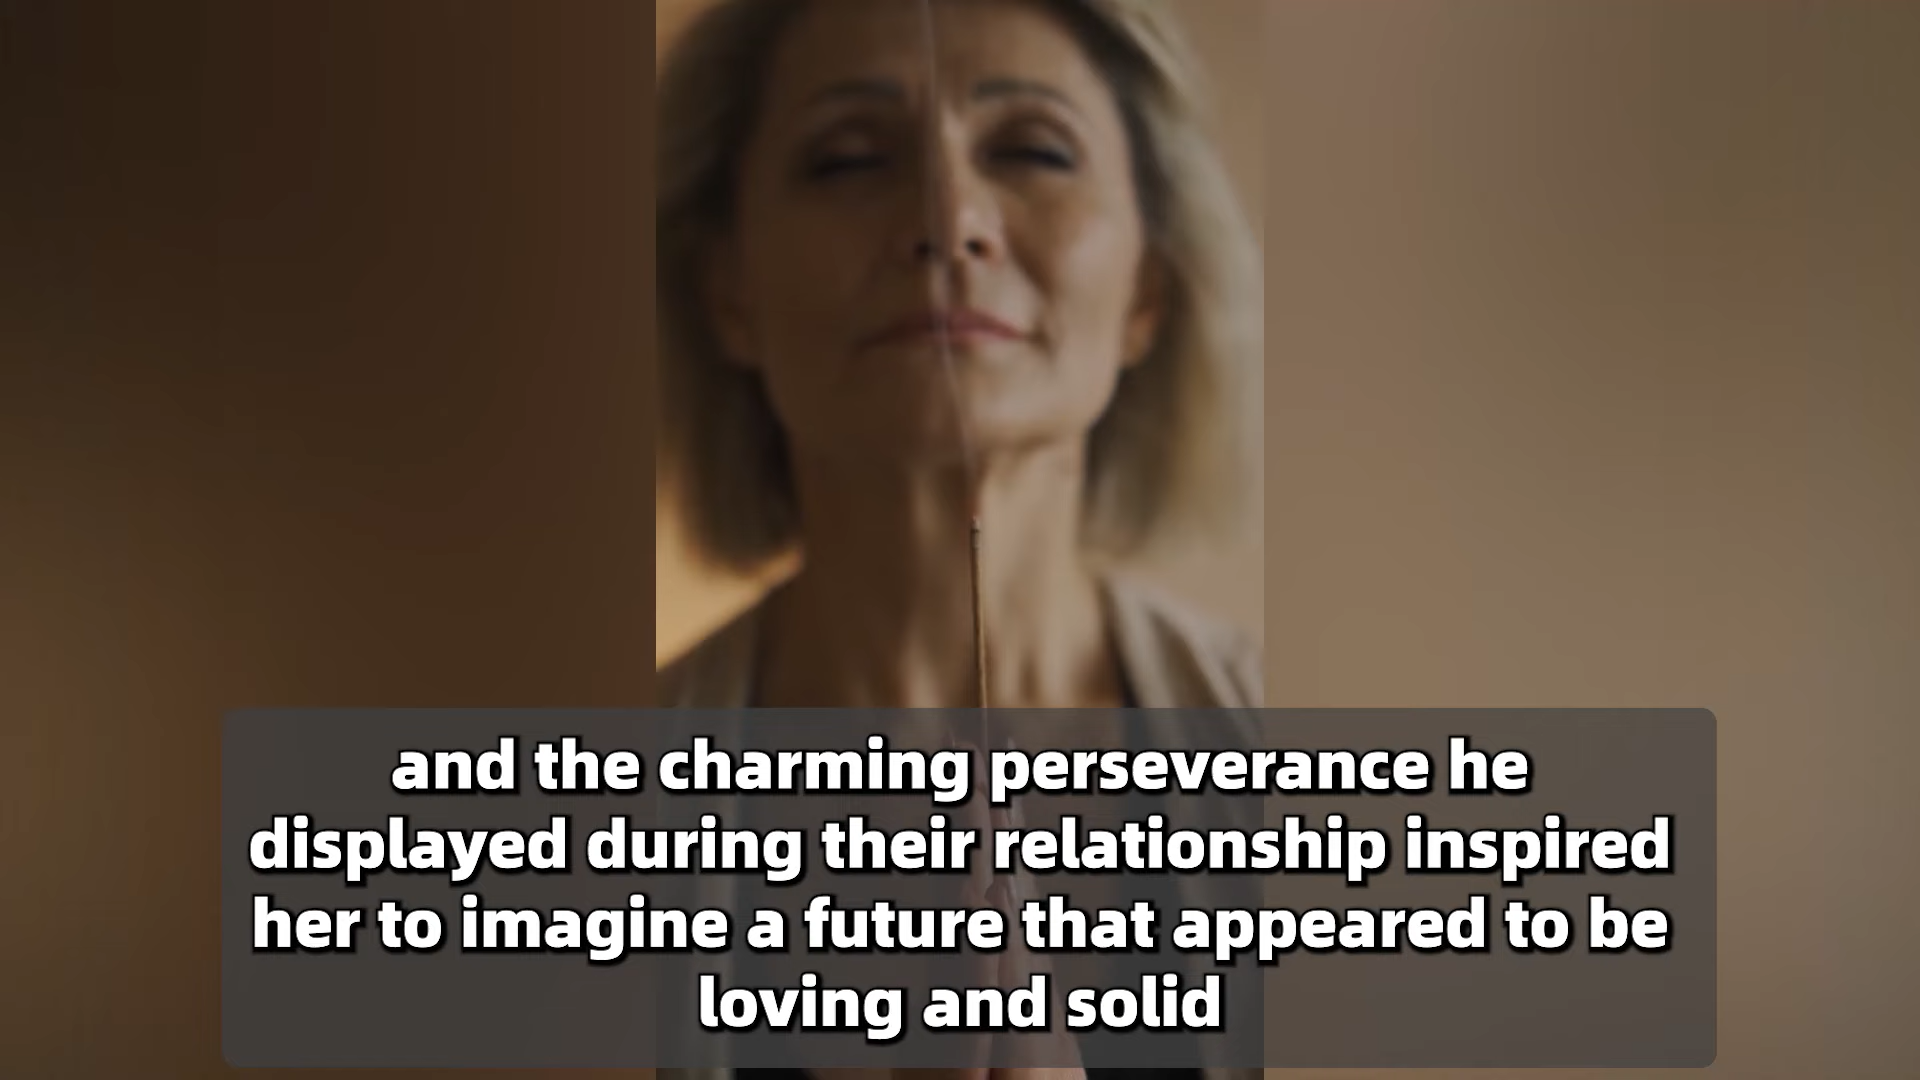 and the charming perseverance he
displayed during their relationship inspired
her to imagine a future that appeared to be
loving and solid